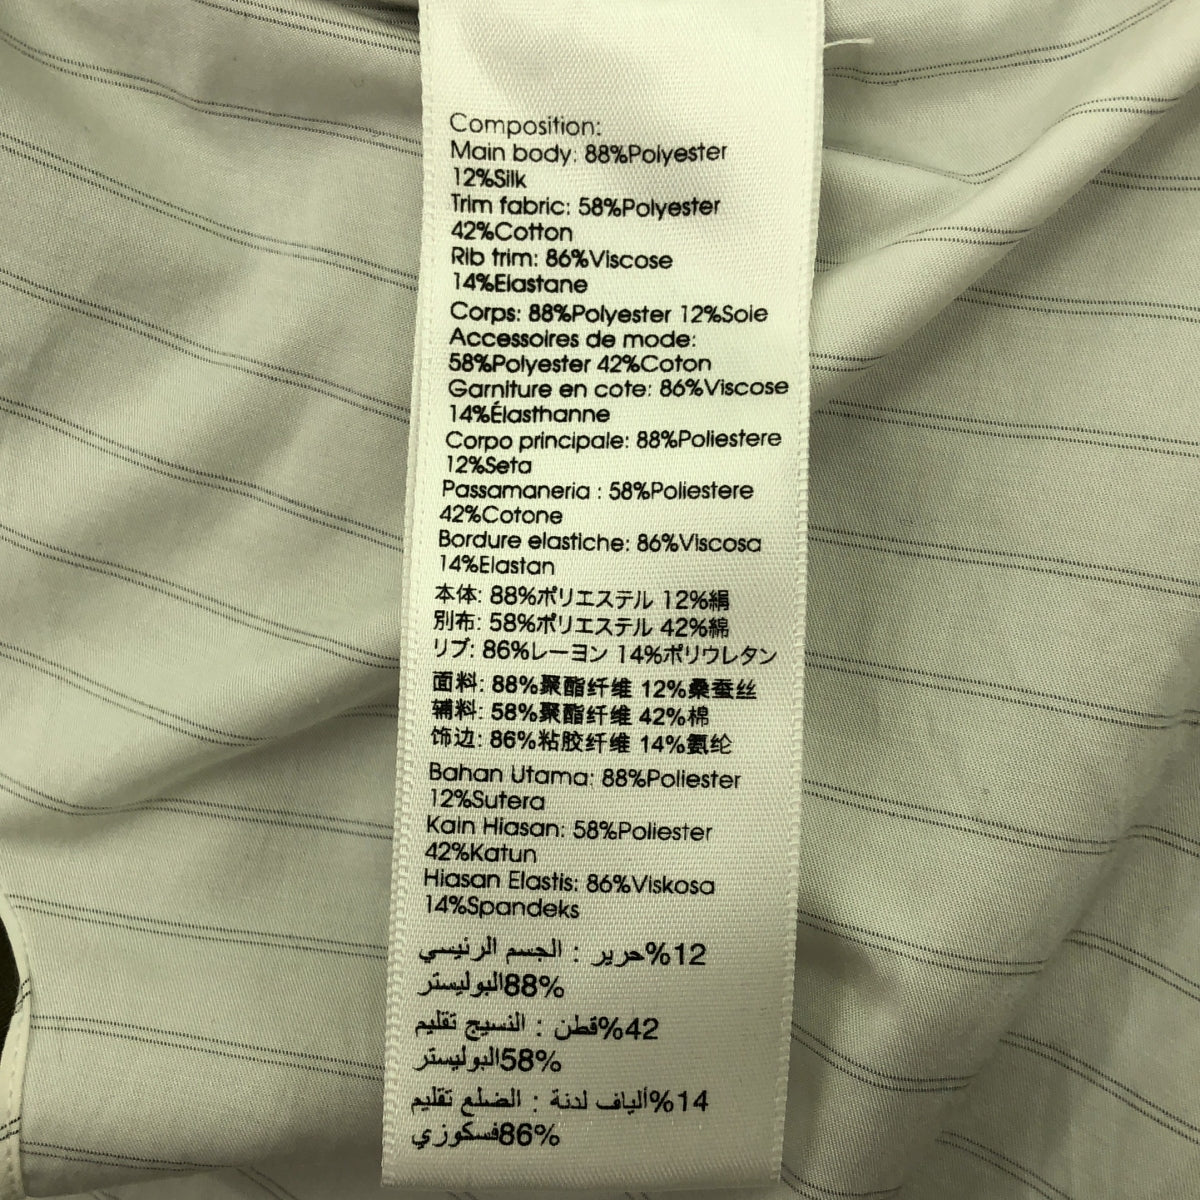 Composition:
Main body: 88%Polyester
12%Silk
Trim fabric: 58%Polyester
42%Cotton
Rib trim: 86%Viscose
14%Elastane
Corps: 88%Polyester 12%Soie
Accessoires de mode:
58%Polyester 42%Coton
Garniture en cote: 86%Viscose
14%Élasthanne
Corpo principale: 88%Poliestere
12%Seta
Passamaneria : 58%Poliestere
42%Cotone
Bordure elastiche: 86%Viscosa
14%Elastan
本体: 88%ポリエステル 12%絹
別布: 58%ポリエステル 42%綿
リブ: 86%レーヨン 14%ポリウレタン
面料: 88%聚酯纤维 12%桑蚕丝
辅料: 58%聚酯纤维 42%棉
饰边: 86%粘胶纤维 14%氨纶
Bahan Utama: 88%Poliester
12%Sutera
Kain Hiasan: 58%Poliester
42%Katun
Hiasan Elastis: 86%Viskosa
14%Spandeks
12%حرير : الجسم الرئيسي
88%البوليستر
42%قطن : النسيج تقليم
58%البوليستر
14%ألياف لدنة : الضلع تقليم
86%فسكوزي